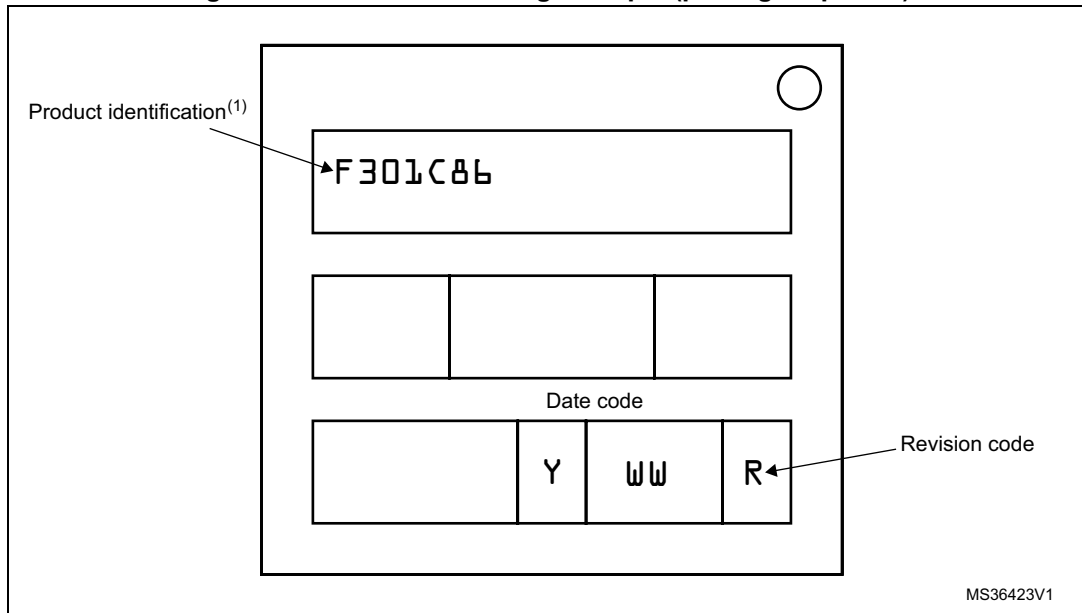 Product identification(1)
F301C86
Date code
Y WW R
Revision code
MS36423V1